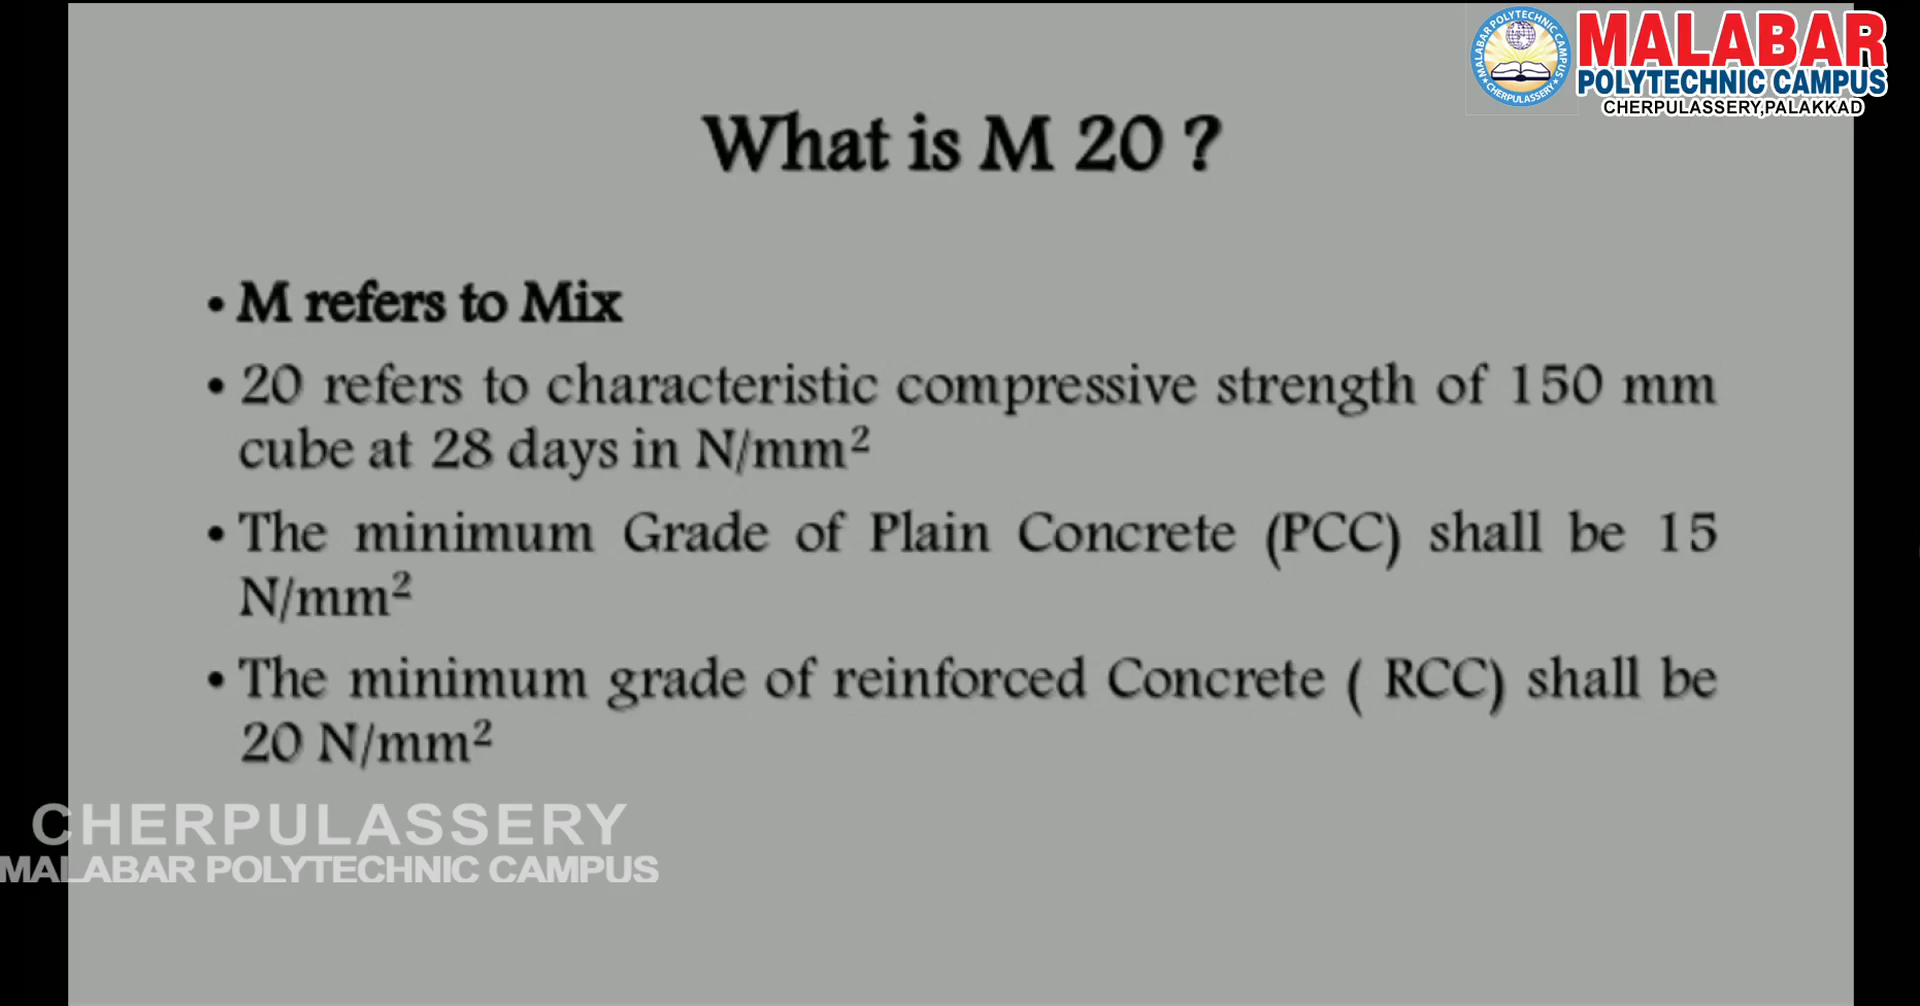 MALABAR
POLYTECHNIC CAMPUS
CHERPULASSERY,PALAKKAD
MALABAR POLYTECHNIC CAMPUS
CHERPULASSERY
What is M 20 ?
• M refers to Mix
• 20 refers to characteristic compressive strength of 150 mm
cube at 28 days in N/mm²
• The minimum Grade of Plain Concrete (PCC) shall be 15
N/mm²
• The minimum grade of reinforced Concrete ( RCC) shall be
20 N/mm²
CHERPULASSERY
MALABAR POLYTECHNIC CAMPUS